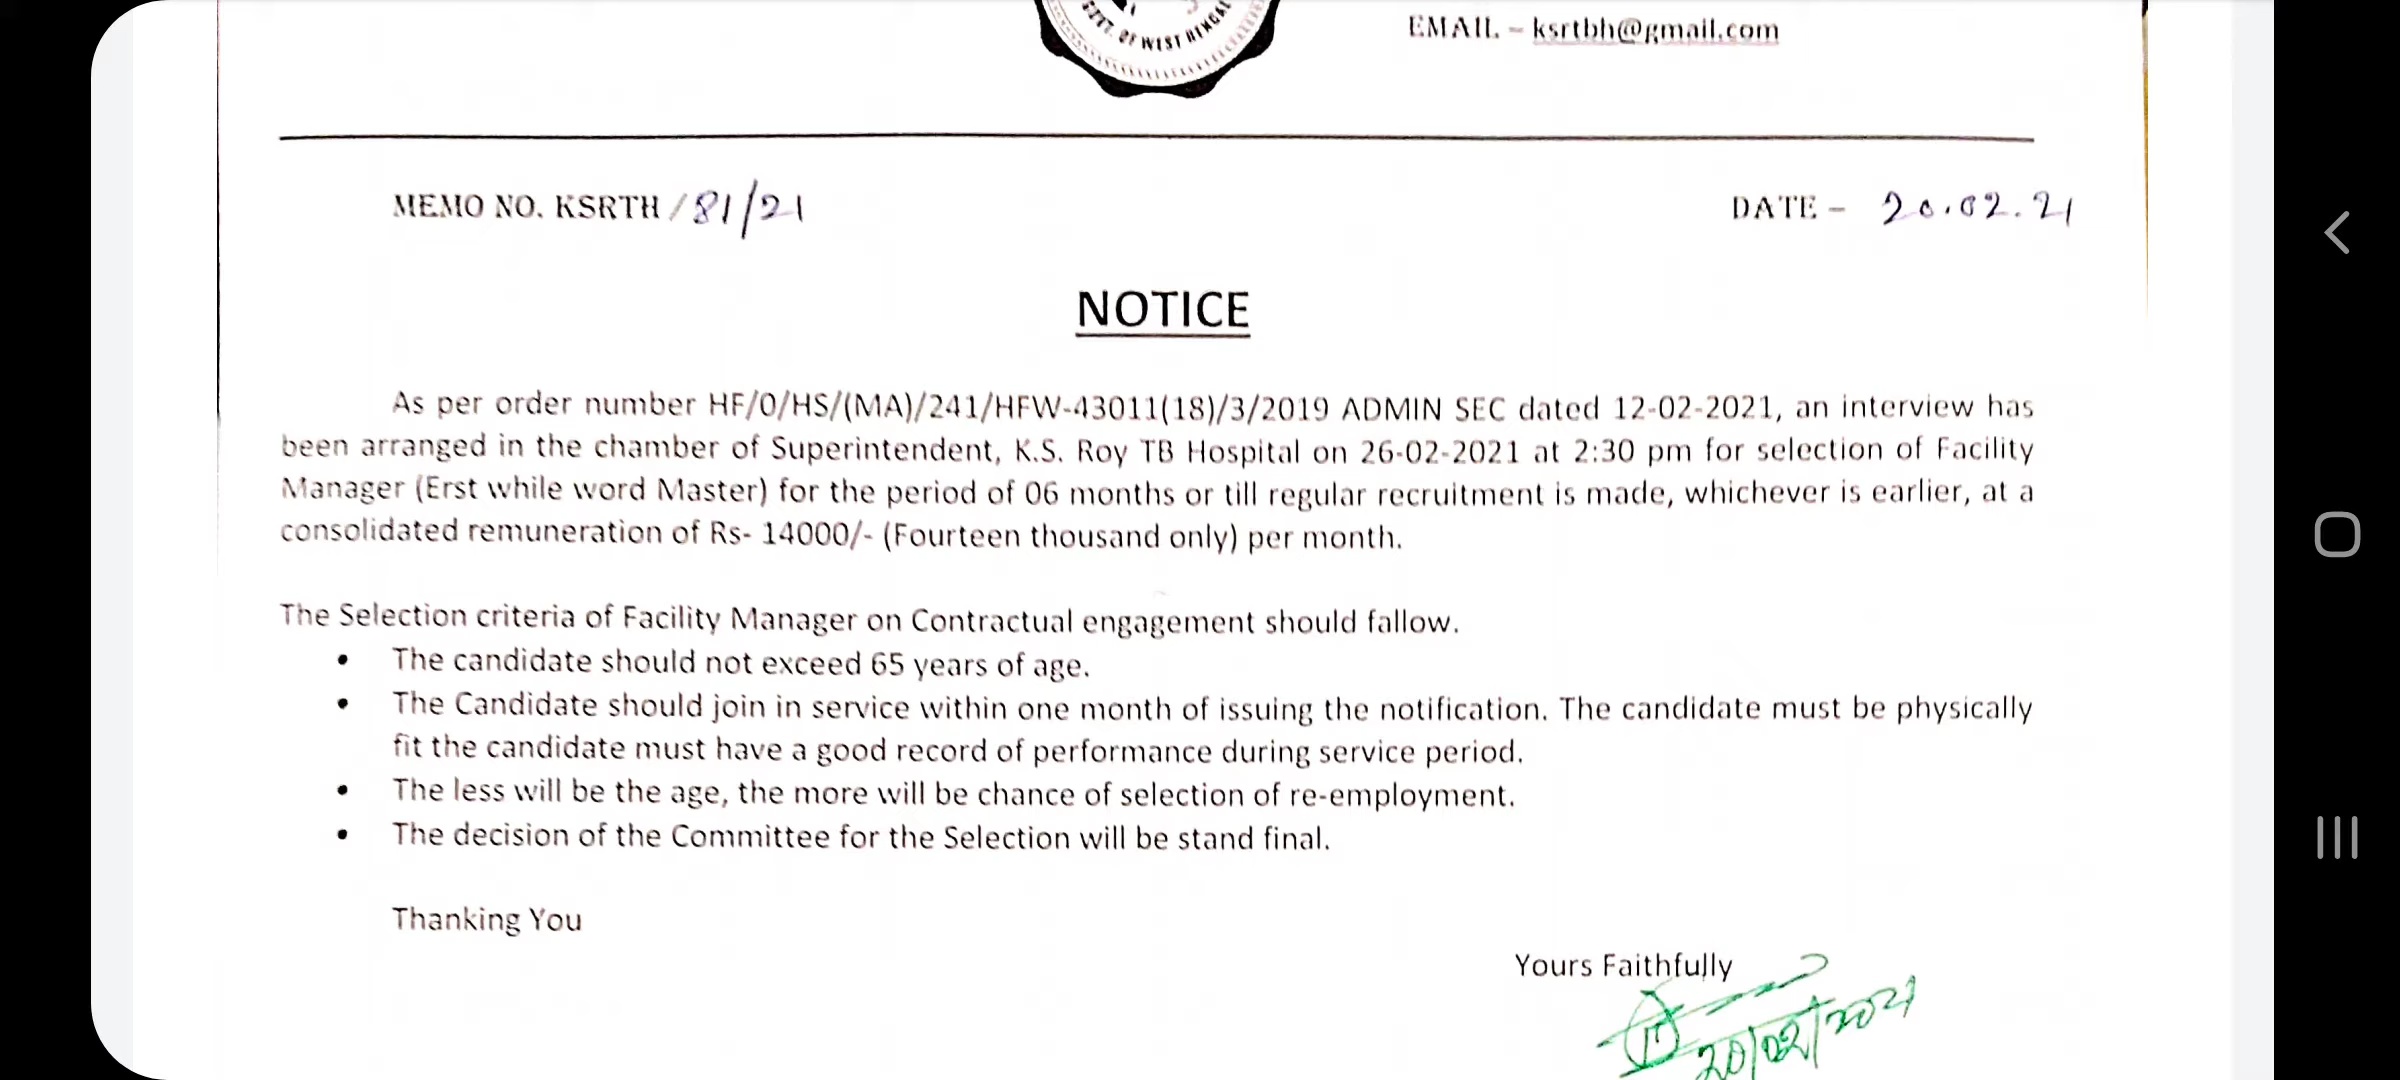 GOVT. OF WEST BENGAL
EMAIL - ksrtbh@gmail.com
MEMO NO. KSRTH / 81/21
DATE - 20.02.21
NOTICE
As per order number HF/O/HS/(MA)/241/HFW-43011(18)/3/2019 ADMIN SEC dated 12-02-2021, an interview has
been arranged in the chamber of Superintendent, K.S. Roy TB Hospital on 26-02-2021 at 2:30 pm for selection of Facility
Manager (Erst while word Master) for the period of 06 months or till regular recruitment is made, whichever is earlier, at a
consolidated remuneration of Rs- 14000/- (Fourteen thousand only) per month.
The Selection criteria of Facility Manager on Contractual engagement should fallow.
• The candidate should not exceed 65 years of age.
• The Candidate should join in service within one month of issuing the notification. The candidate must be physically
fit the candidate must have a good record of performance during service period.
• The less will be the age, the more will be chance of selection of re-employment.
• The decision of the Committee for the Selection will be stand final.
Thanking You
Yours Faithfully
20/02/2021